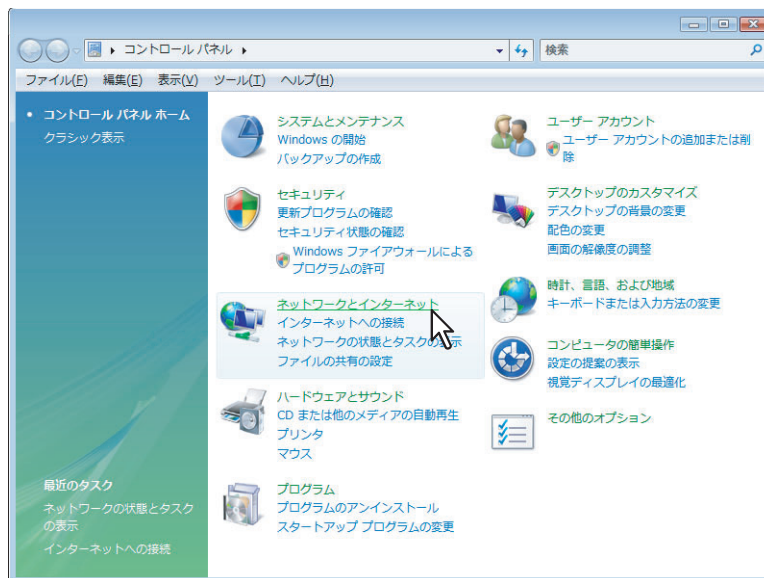 コントロール パネル
検索
ファイル(F) 編集(E) 表示(V) ツール(T) ヘルプ(H)
コントロール パネル ホーム
クラシック表示
最近のタスク
ネットワークの状態とタスク
の表示
インターネットへの接続
システムとメンテナンス
Windows の開始
バックアップの作成
セキュリティ
更新プログラムの確認
セキュリティ状態の確認
Windows ファイアウォールによる
プログラムの許可
ネットワークとインターネット
インターネットへの接続
ネットワークの状態とタスクの表示
ファイルの共有の設定
ハードウェアとサウンド
CD または他のメディアの自動再生
プリンタ
マウス
プログラム
プログラムのアンインストール
スタートアップ プログラムの変更
ユーザー アカウント
ユーザー アカウントの追加または削
除
デスクトップのカスタマイズ
デスクトップの背景の変更
配色の変更
画面の解像度の調整
時計、言語、および地域
キーボードまたは入力方法の変更
コンピュータの簡単操作
設定の提案の表示
視覚ディスプレイの最適化
その他のオプション